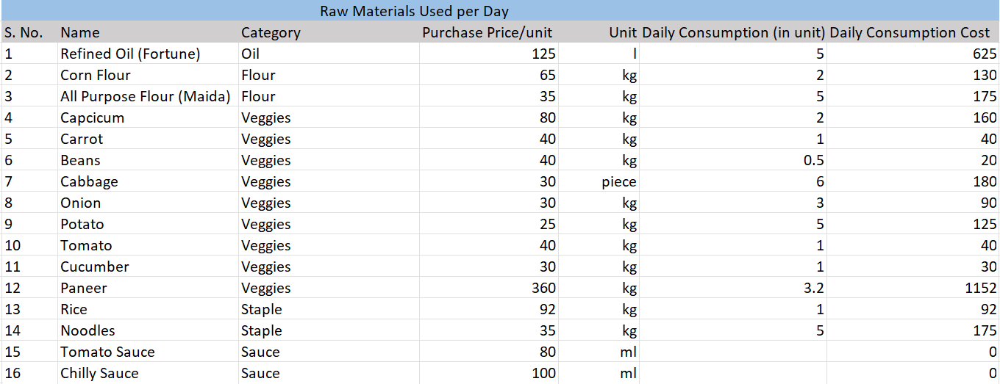 Raw Materials Used per Day
S. No. Name Category Purchase Price/unit Unit Daily Consumption (in unit) Daily Consumption Cost
1 Refined Oil (Fortune) Oil 125 l 5 625
2 Corn Flour Flour 65 kg 2 130
3 All Purpose Flour (Maida) Flour 35 kg 5 175
4 Capcicum Veggies 80 kg 2 160
5 Carrot Veggies 40 kg 1 40
6 Beans Veggies 40 kg 0.5 20
7 Cabbage Veggies 30 piece 6 180
8 Onion Veggies 30 kg 3 90
9 Potato Veggies 25 kg 5 125
10 Tomato Veggies 40 kg 1 40
11 Cucumber Veggies 30 kg 1 30
12 Paneer Veggies 360 kg 3.2 1152
13 Rice Staple 92 kg 1 92
14 Noodles Staple 35 kg 5 175
15 Tomato Sauce Sauce 80 ml 0
16 Chilly Sauce Sauce 100 ml 0